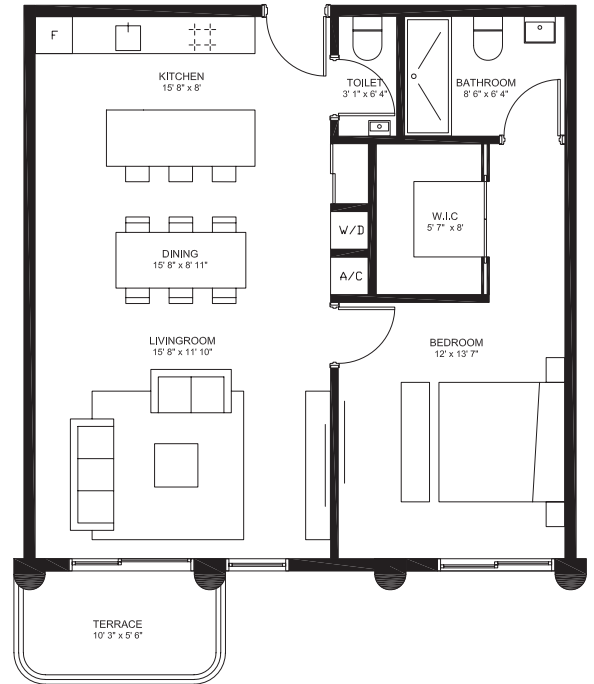 F
KITCHEN
15' 8" x 8'
TOILET
3' 1" x 6' 4"
BATHROOM
8' 6" x 6' 4"
W.I.C
5' 7" x 8'
W/D
A/C
DINING
15' 8" x 8' 11"
LIVINGROOM
15' 8" x 11' 10"
BEDROOM
12' x 13' 7"
TERRACE
10' 3" x 5' 6"